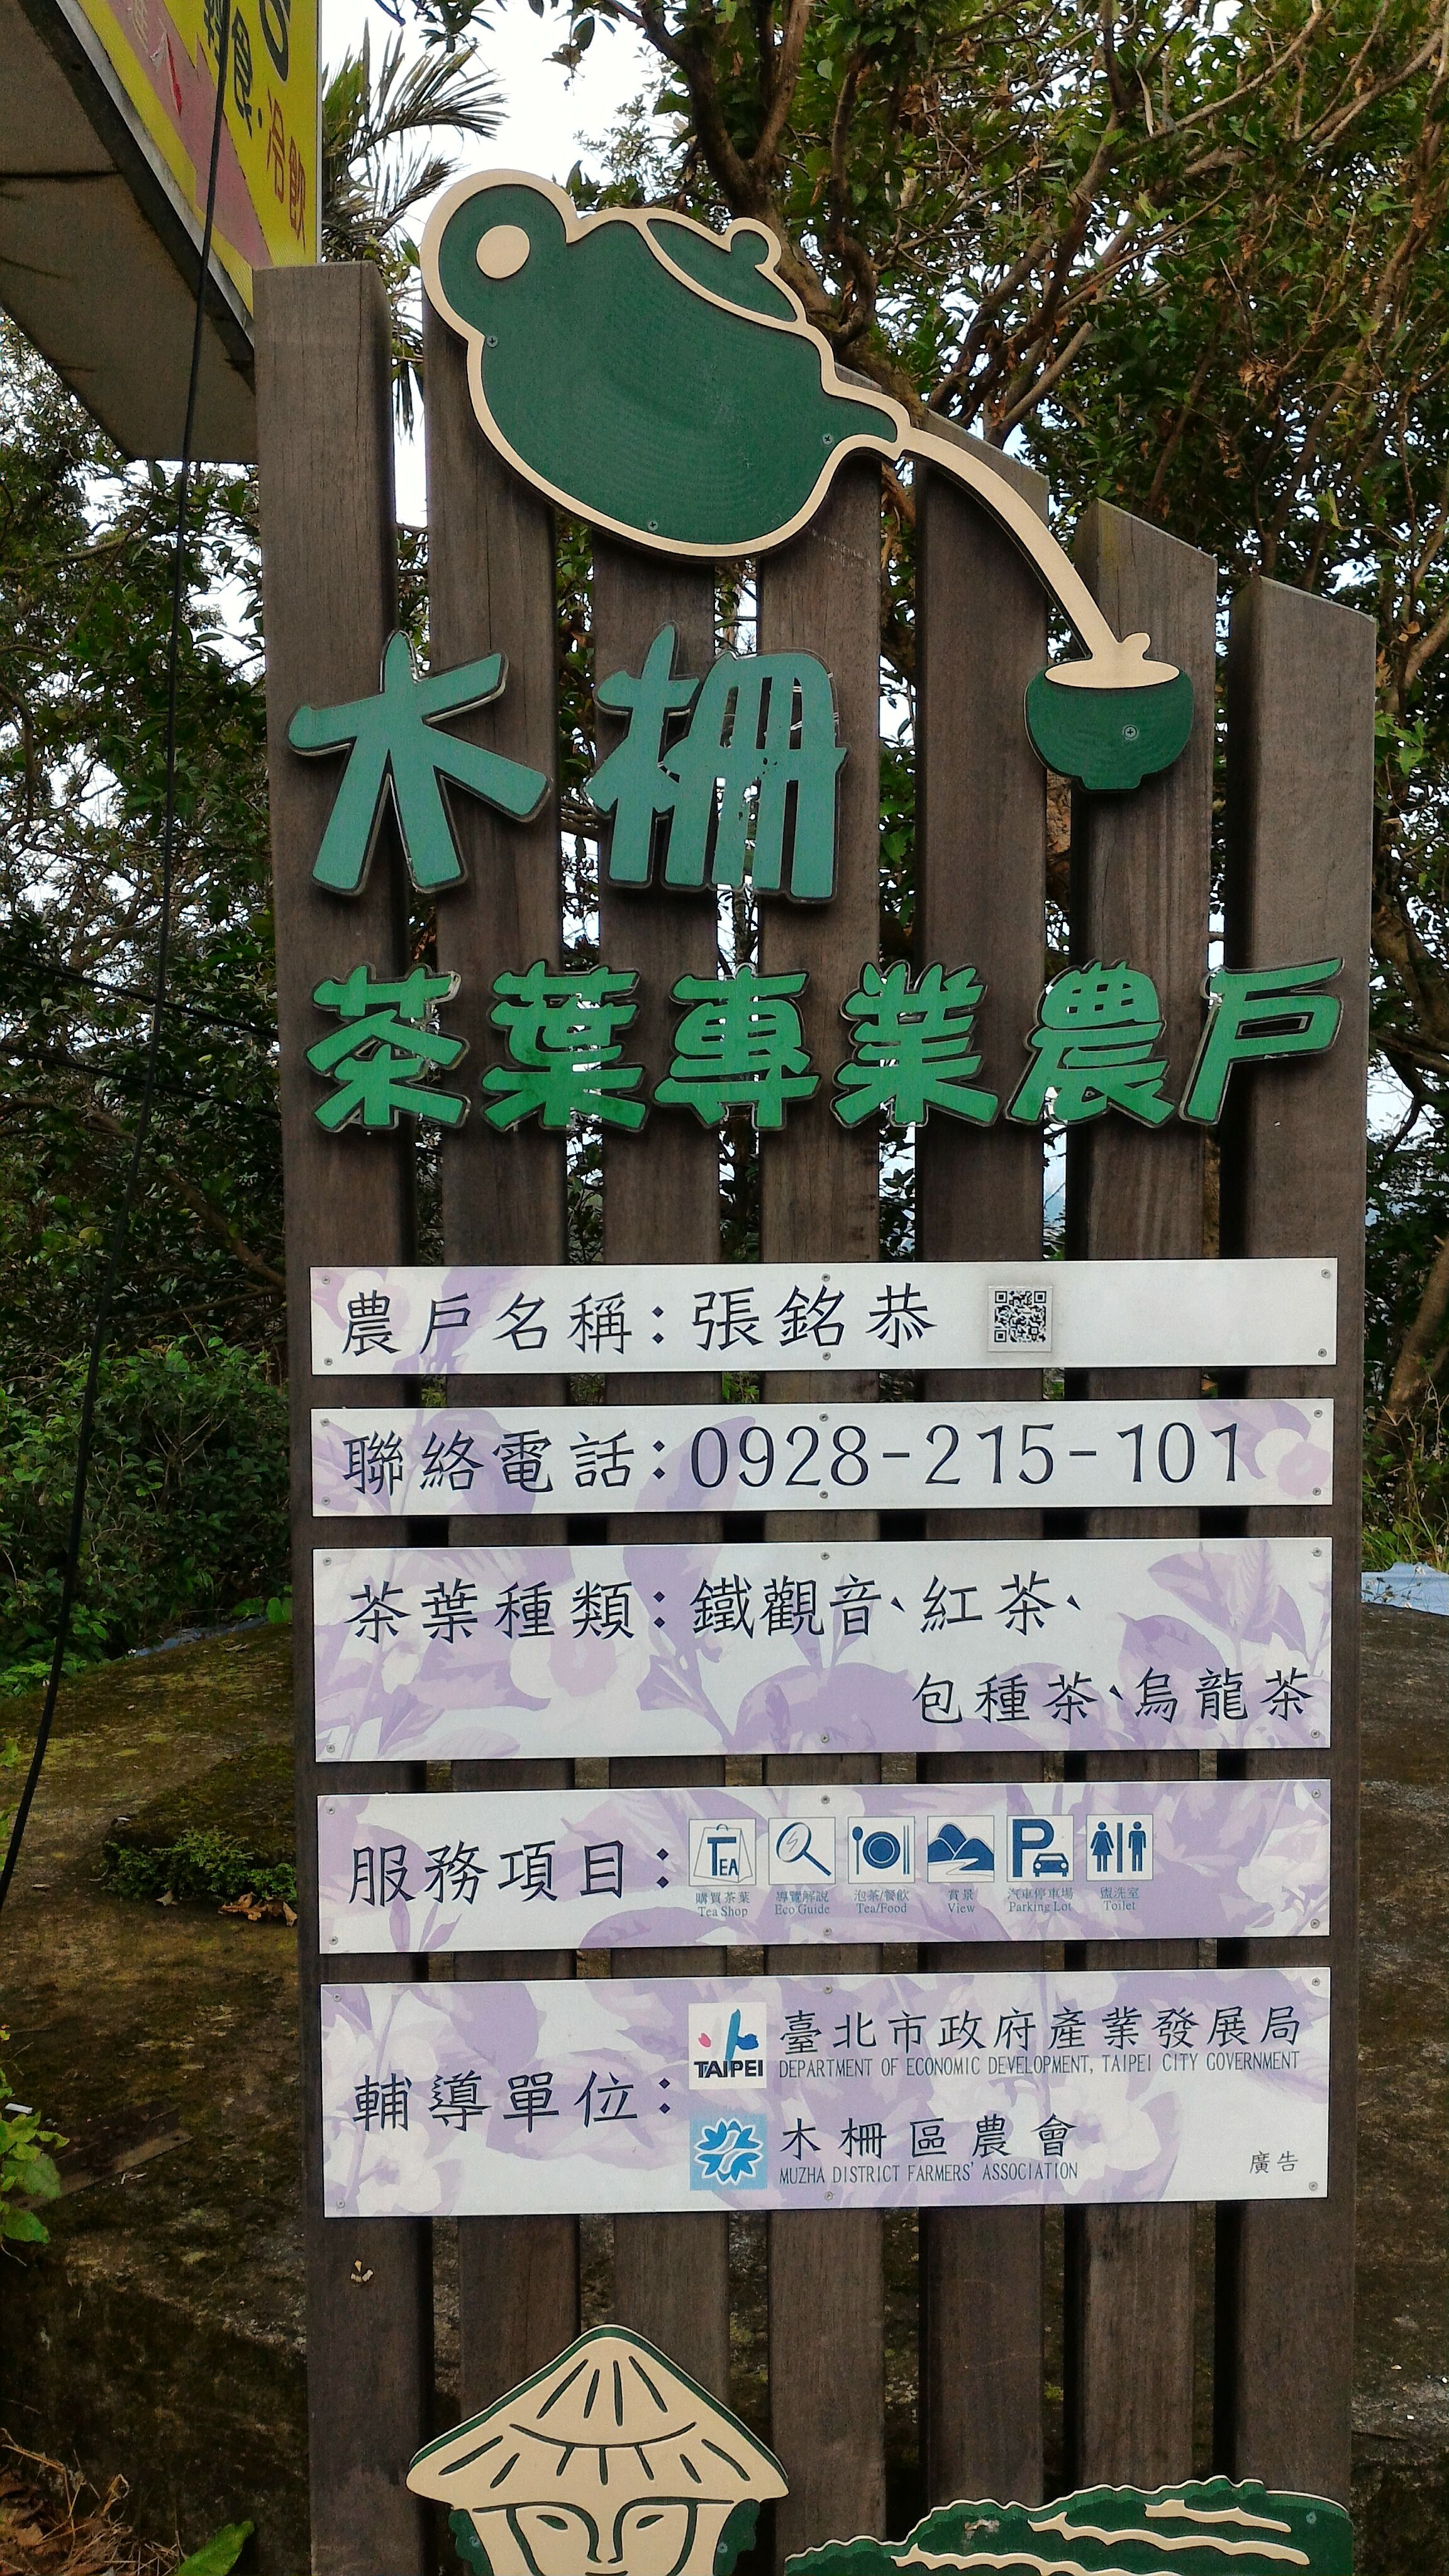 輕食·冷飲
木柵
茶葉專業農戶
農戶名稱：張銘恭
聯絡電話：0928-215-101
茶葉種類：鐵觀音、紅茶、
包種茶、烏龍茶
服務項目：
TEA
P
購買茶葉 導覽解說 泡茶/餐飲 賞景 汽車停車場 盥洗室
Tea Shop Eco Guide Tea/Food View Parking Lot Toilet
輔導單位：
TAIPEI
臺北市政府產業發展局
DEPARTMENT OF ECONOMIC DEVELOPMENT, TAIPEI CITY GOVERNMENT
木柵區農會
MUZHA DISTRICT FARMERS' ASSOCIATION
廣告